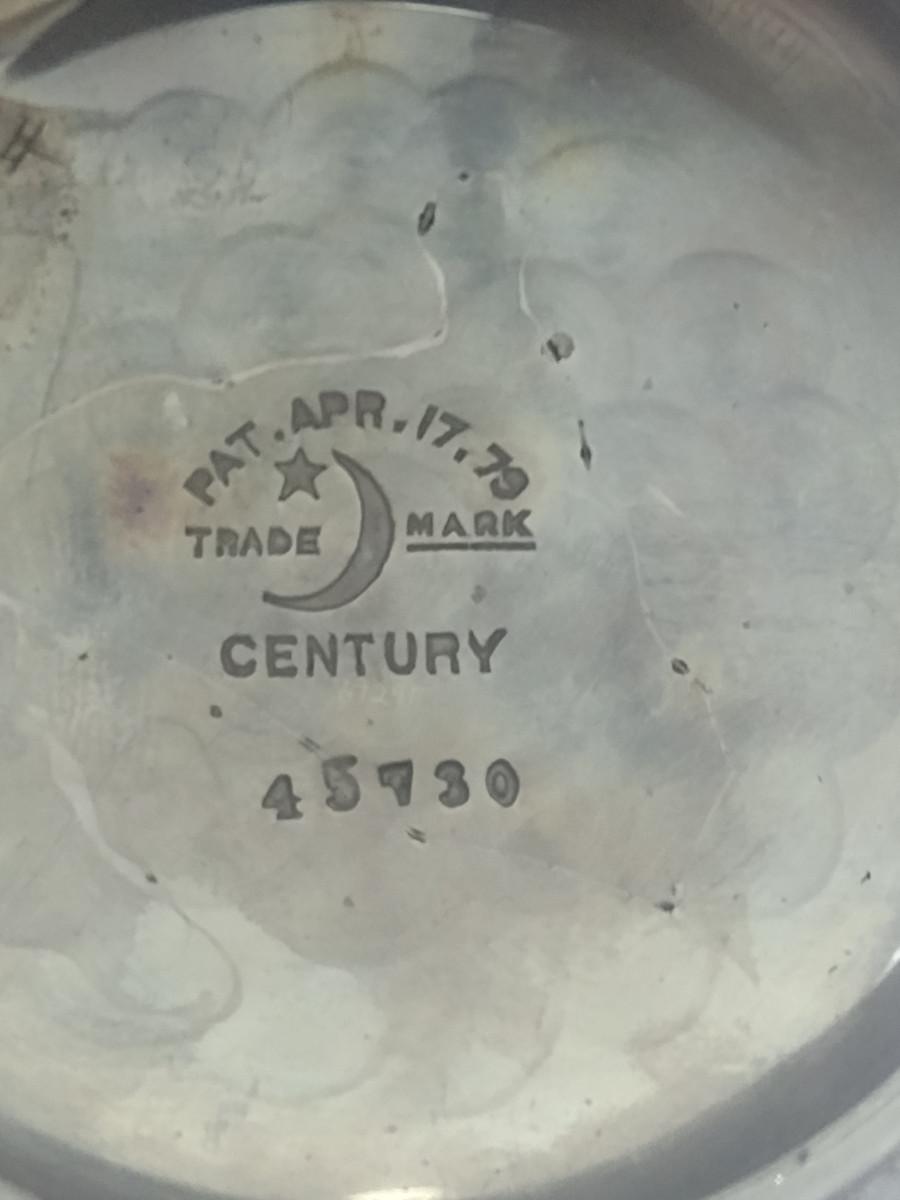 PAT. APR. 17, 79
TRADE MARK
CENTURY
45730